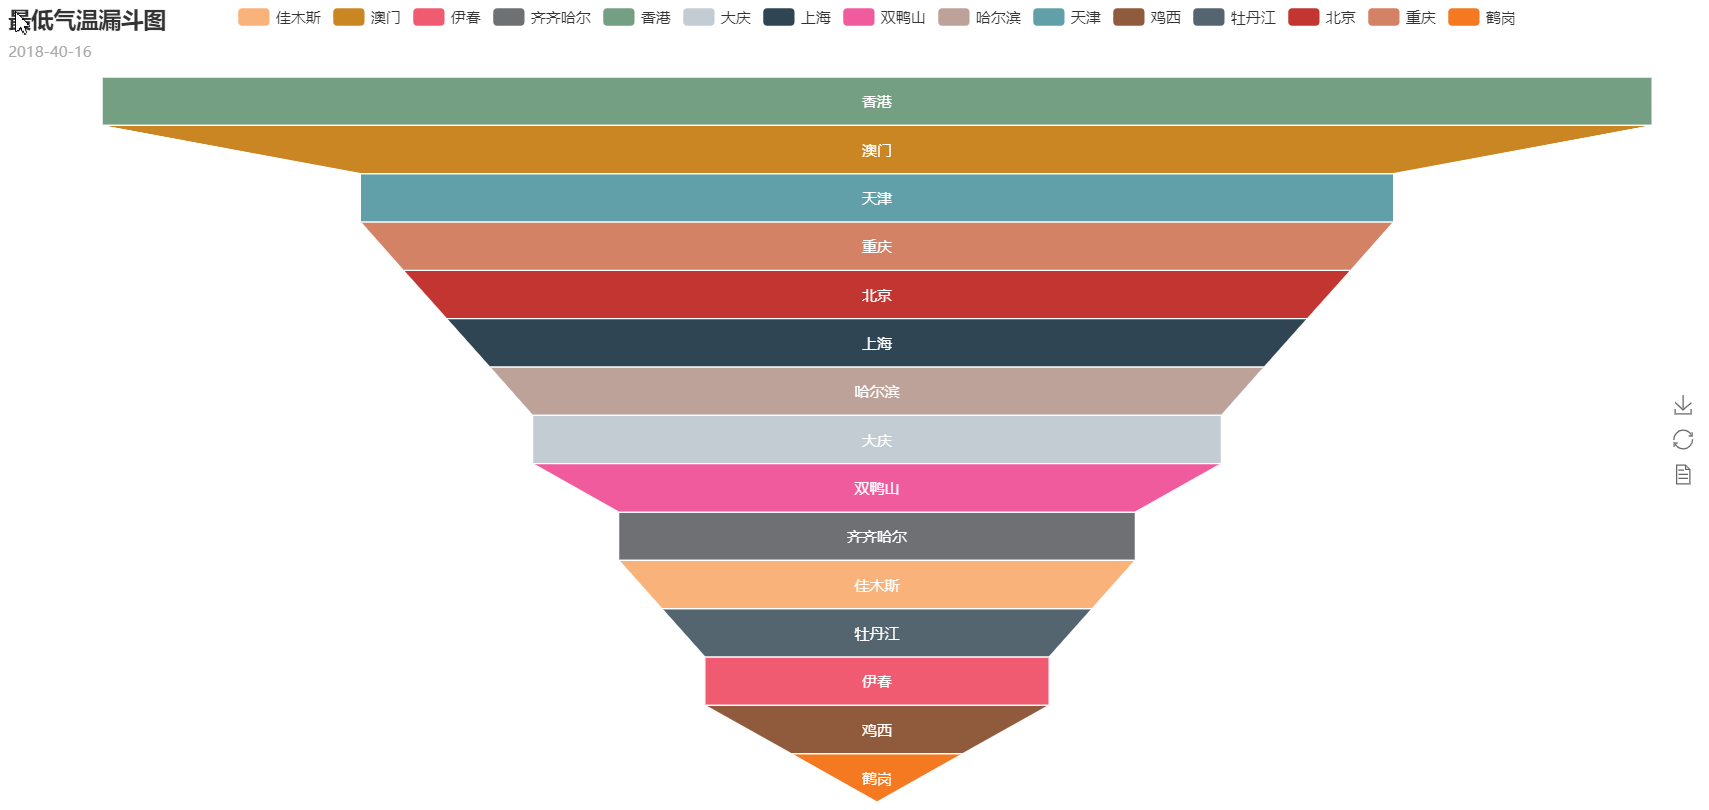 最低气温漏斗图
2018-40-16
佳木斯 澳门 伊春 齐齐哈尔 香港 大庆 上海 双鸭山 哈尔滨 天津 鸡西 牡丹江 北京 重庆 鹤岗
香港
澳门
天津
重庆
北京
上海
哈尔滨
大庆
双鸭山
齐齐哈尔
佳木斯
牡丹江
伊春
鸡西
鹤岗